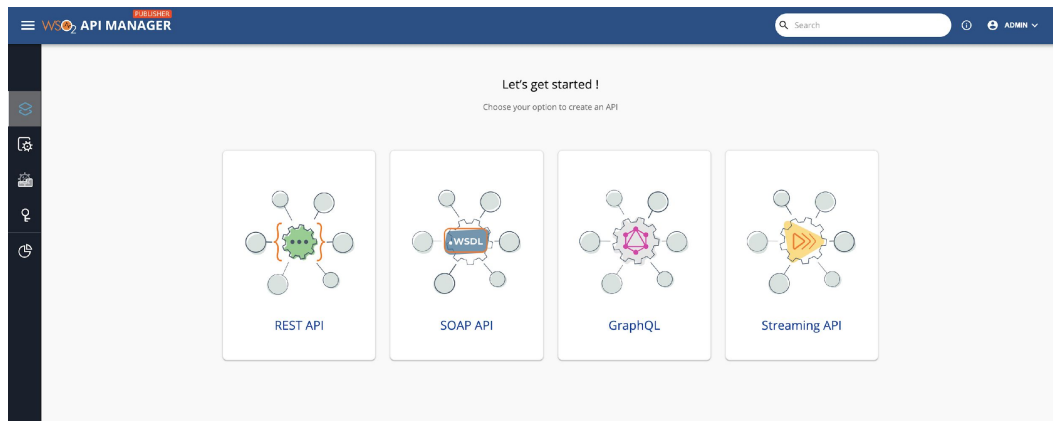 PUBLISHER
WSO2 API MANAGER
Search
ADMIN
Let's get started !
Choose your option to create an API
.WSDL
REST API
SOAP API
GraphQL
Streaming API